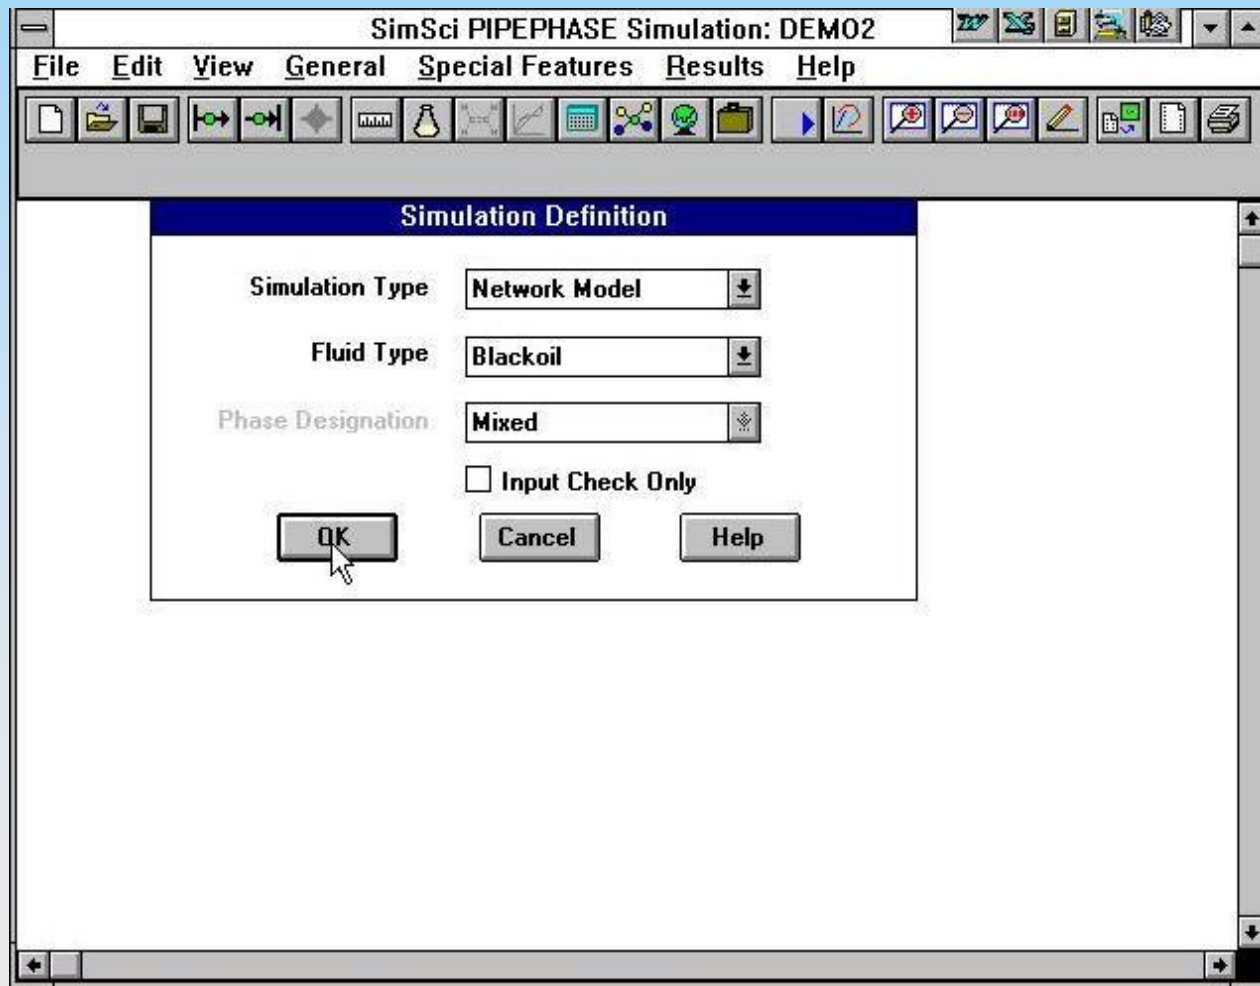 SimSci PIPEPHASE Simulation: DEMO2
File Edit View General Special Features Results Help
Simulation Definition
Simulation Type Network Model
Fluid Type Blackoil
Phase Designation Mixed
Input Check Only
OK Cancel Help